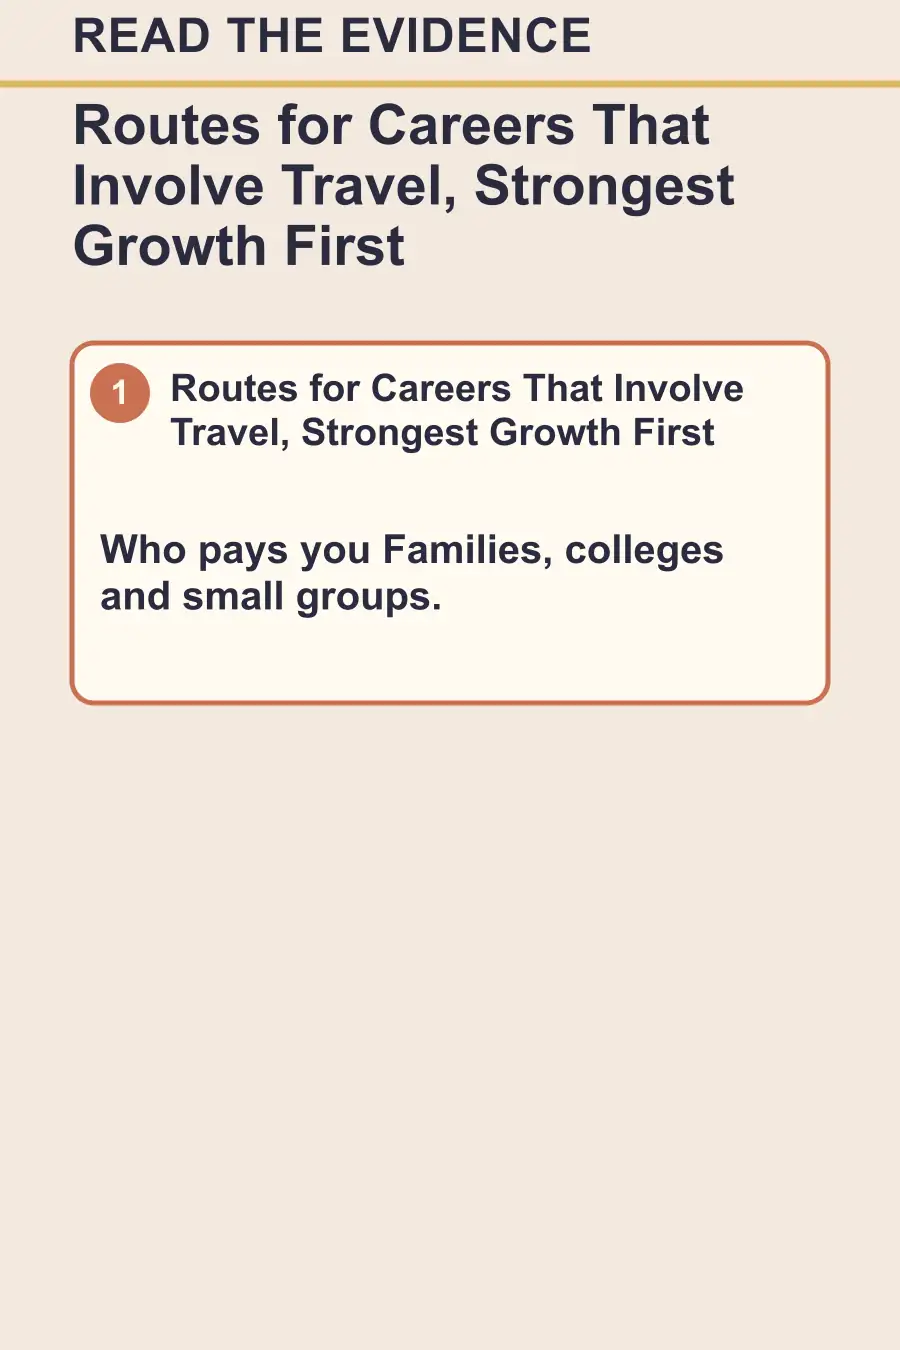 READ THE EVIDENCE
Routes for Careers That
Involve Travel, Strongest
Growth First
1
Routes for Careers That Involve
Travel, Strongest Growth First
Who pays you Families, colleges
and small groups.